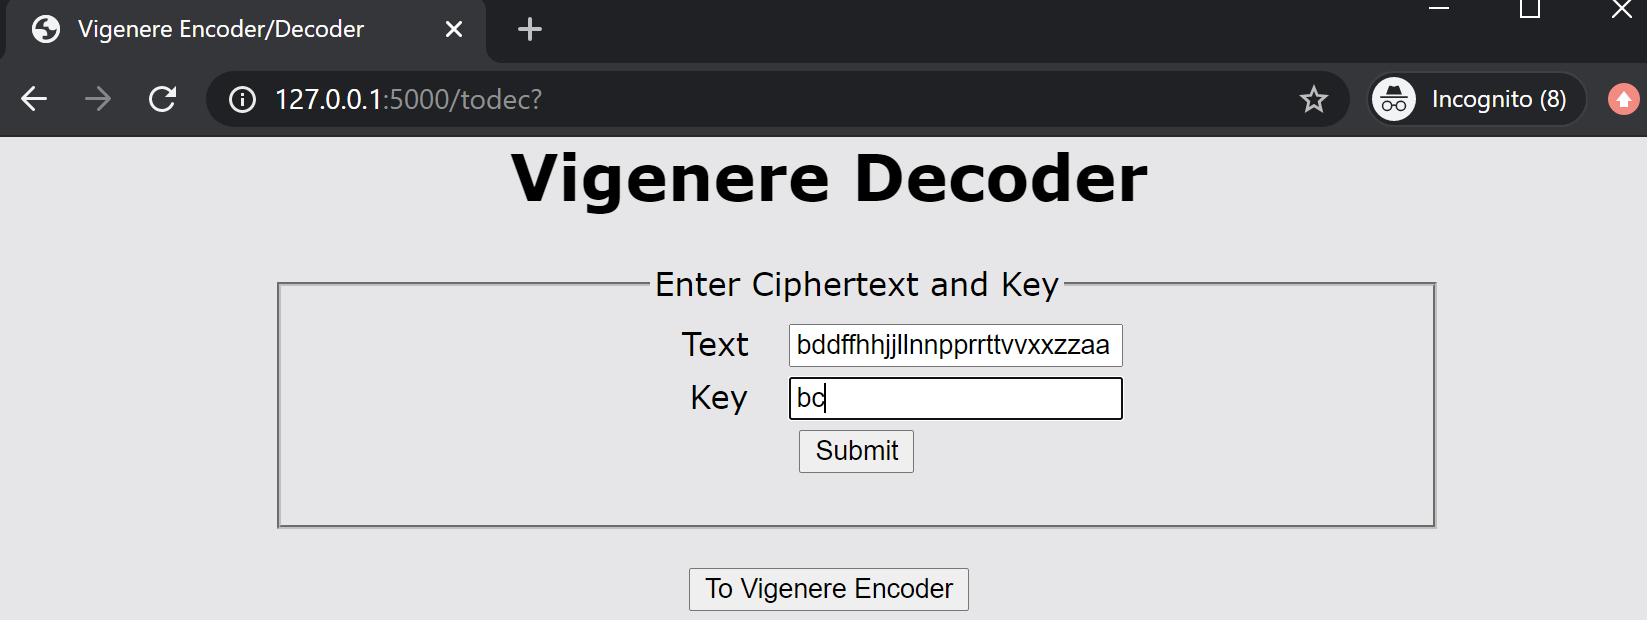 Vigenere Encoder/Decoder
127.0.0.1:5000/todec?
Incognito (8)
Vigenere Decoder
Enter Ciphertext and Key
Text bddffhhjjllnnpprrttvvxxzzaa
Key bc
Submit
To Vigenere Encoder